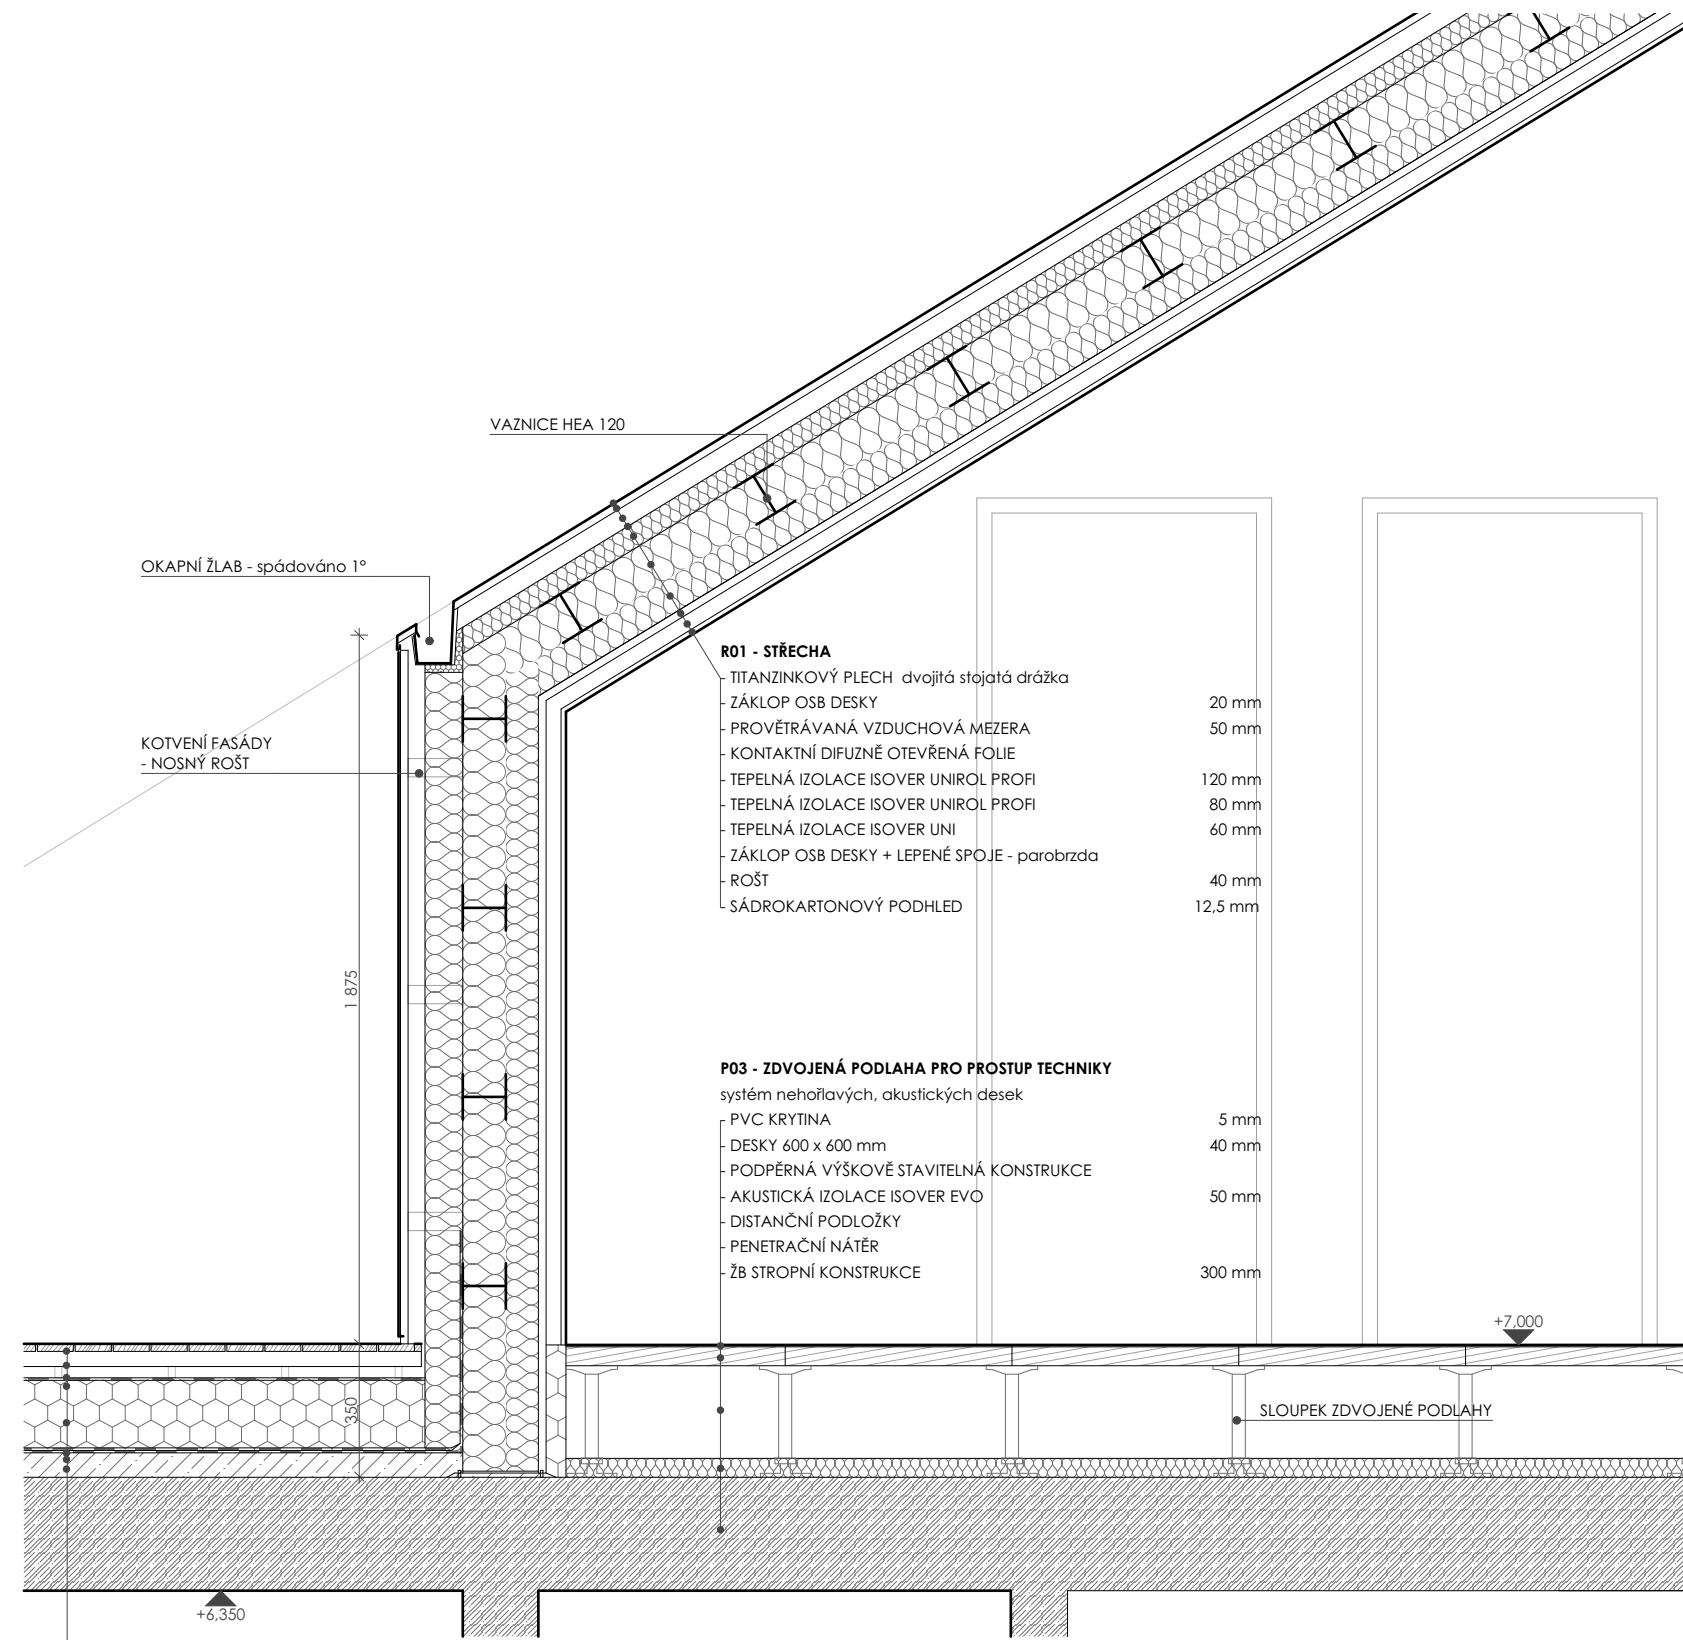 VAZNICE HEA 120
OKAPNÍ ŽLAB - spádováno 1°
KOTVENÍ FASÁDY
- NOSNÝ ROŠT
R01 - STŘECHA
- TITANZINKOVÝ PLECH dvojitá stojatá drážka
- ZÁKLOP OSB DESKY 20 mm
- PROVĚTRÁVANÁ VZDUCHOVÁ MEZERA 50 mm
- KONTAKTNÍ DIFUZNĚ OTEVŘENÁ FOLIE
- TEPELNÁ IZOLACE ISOVER UNIROL PROFI 120 mm
- TEPELNÁ IZOLACE ISOVER UNIROL PROFI 80 mm
- TEPELNÁ IZOLACE ISOVER UNI 60 mm
- ZÁKLOP OSB DESKY + LEPENÉ SPOJE - parobrzda
- ROŠT 40 mm
- SÁDROKARTONOVÝ PODHLED 12,5 mm
1 875
P03 - ZDVOJENÁ PODLAHA PRO PROSTUP TECHNIKY
systém nehořlavých, akustických desek
- PVC KRYTINA 5 mm
- DESKY 600 x 600 mm 40 mm
- PODPĚRNÁ VÝŠKOVĚ STAVITELNÁ KONSTRUKCE
- AKUSTICKÁ IZOLACE ISOVER EVO 50 mm
- DISTANČNÍ PODLOŽKY
- PENETRAČNÍ NÁTĚR
- ŽB STROPNÍ KONSTRUKCE 300 mm
+7,000
350
SLOUPEK ZDVOJENÉ PODLAHY
+6,350